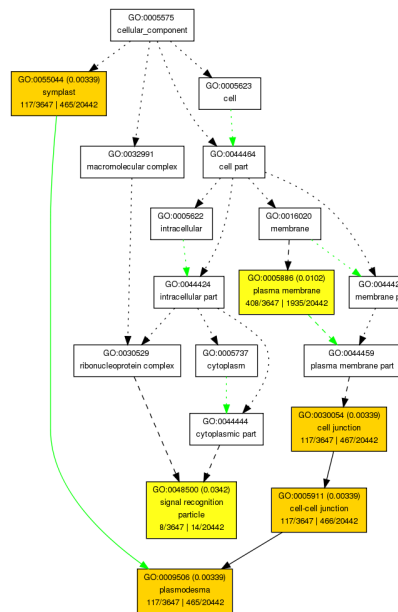 GO:0005575
cellular_component
GO:0055044 (0.00339)
symplast
117/3647 | 465/20442
GO:0005623
cell
GO:0032991
macromolecular complex
GO:0044464
cell part
GO:0005622
intracellular
GO:0016020
membrane
GO:0044424
intracellular part
GO:0005886 (0.0102)
plasma membrane
408/3647 | 1935/20442
GO:004442
membrane p
GO:0030529
ribonucleoprotein complex
GO:0005737
cytoplasm
GO:0044459
plasma membrane part
GO:0044444
cytoplasmic part
GO:0030054 (0.00339)
cell junction
117/3647 | 467/20442
GO:0048500 (0.0342)
signal recognition
particle
8/3647 | 14/20442
GO:0005911 (0.00339)
cell-cell junction
117/3647 | 466/20442
GO:0009506 (0.00339)
plasmodesma
117/3647 | 465/20442